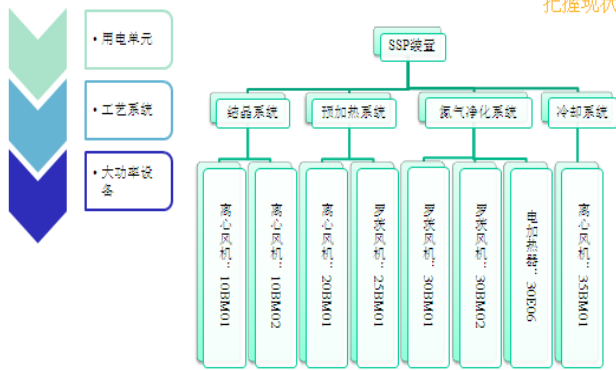 把握现状
• 用电单元
• 工艺系统
• 大功率设
备
SSP装置
结晶系统
预加热系统
氮气净化系统
冷却系统
离心风机：10BM01
离心风机：10BM02
离心风机：20BM01
罗茨风机：25BM01
罗茨风机：30BM01
罗茨风机：30BM02
电加热器：30E06
离心风机：35BM01